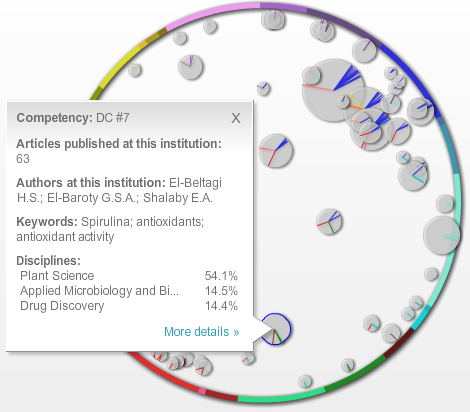 Competency: DC #7 X
Articles published at this institution:
63
Authors at this institution: El-Beltagi
H.S.; El-Baroty G.S.A.; Shalaby E.A.
Keywords: Spirulina; antioxidants;
antioxidant activity
Disciplines:
Plant Science 54.1%
Applied Microbiology and Bi... 14.5%
Drug Discovery 14.4%
More details »